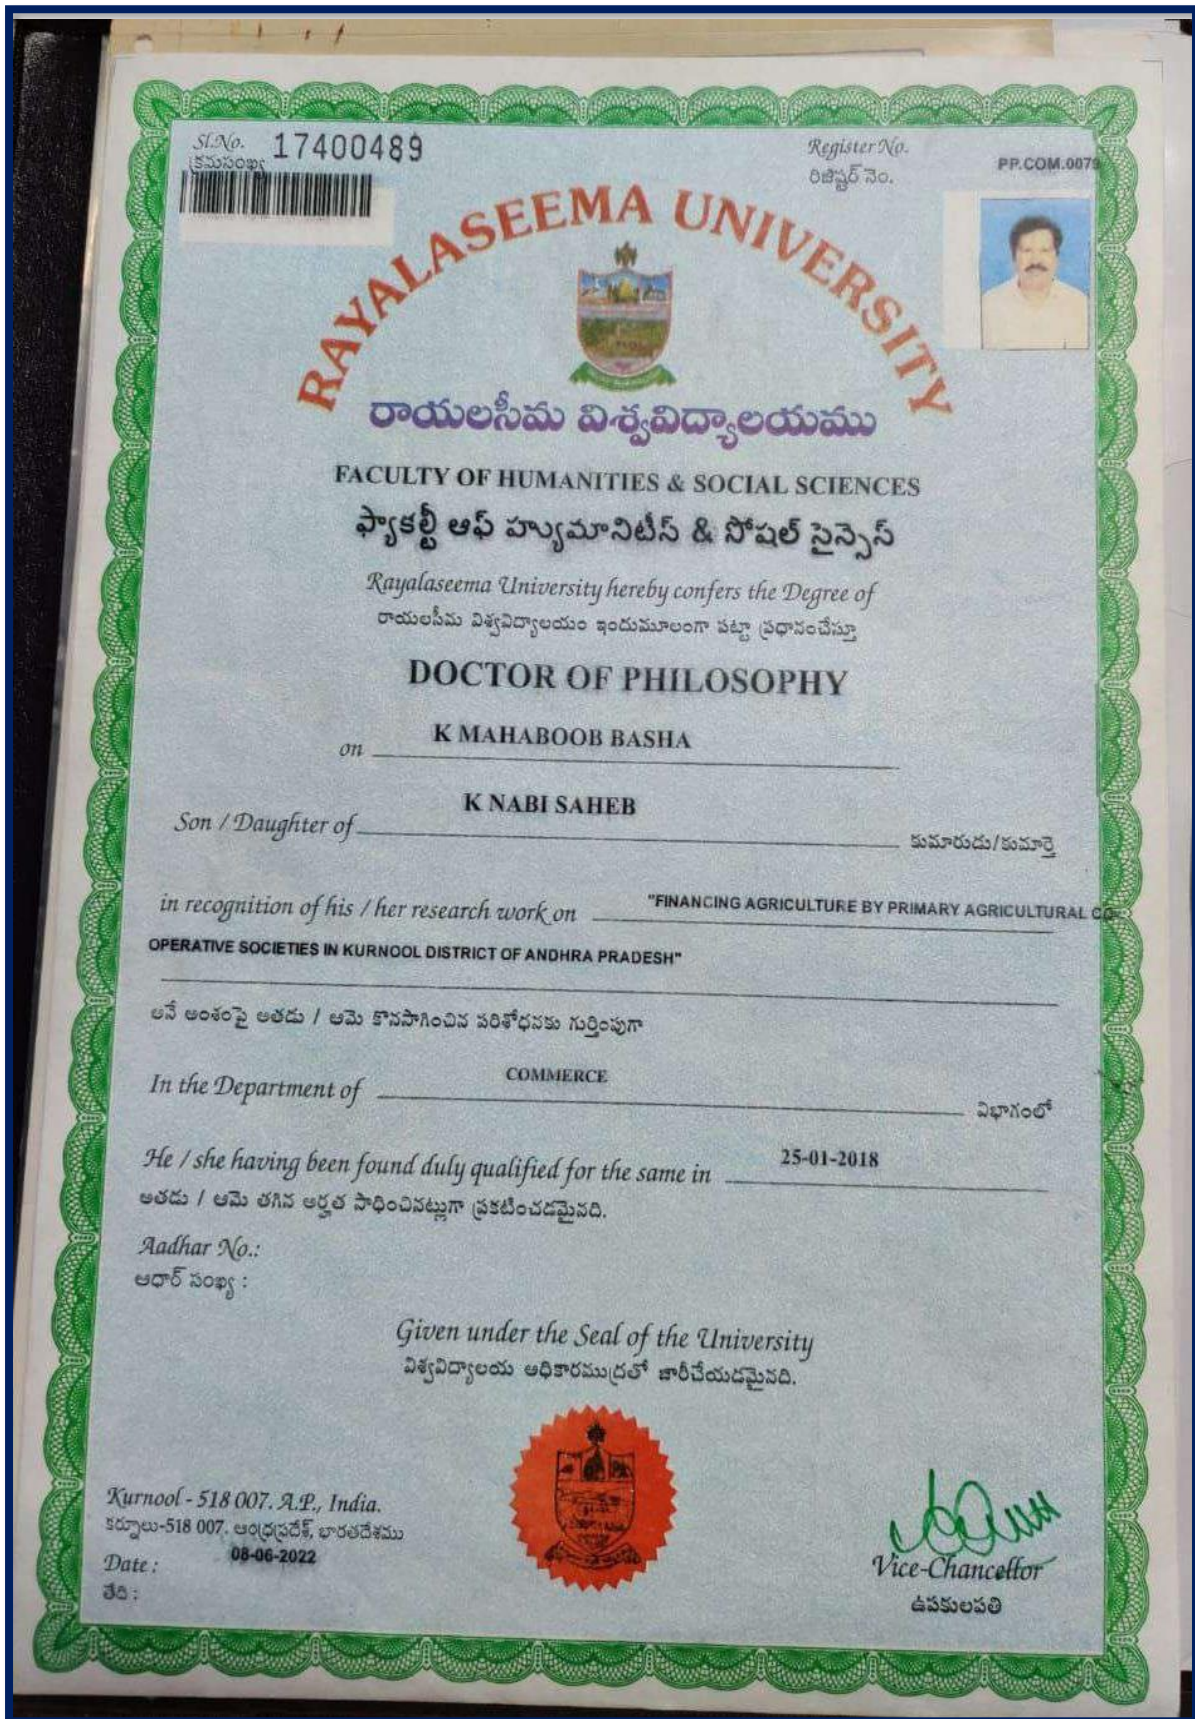 Sl.No. 17400489
క్రమసంఖ్య
Register No.
రిజిష్టర్ నెం.
PP.COM.0079
RAYALASEEMA UNIVERSITY
రాయలసీమ విశ్వవిద్యాలయము
FACULTY OF HUMANITIES & SOCIAL SCIENCES
ఫ్యాకల్టీ ఆఫ్ హ్యుమానిటీస్ & సోషల్ సైన్సెస్
Rayalaseema University hereby confers the Degree of
రాయలసీమ విశ్వవిద్యాలయం ఇందుమూలంగా పట్టా ప్రధానంచేస్తూ
DOCTOR OF PHILOSOPHY
on K MAHABOOB BASHA
Son / Daughter of K NABI SAHEB కుమారుడు/కుమార్తె
in recognition of his / her research work on "FINANCING AGRICULTURE BY PRIMARY AGRICULTURAL CO-
OPERATIVE SOCIETIES IN KURNOOL DISTRICT OF ANDHRA PRADESH"
అనే అంశంపై అతడు / ఆమె కొనసాగించిన పరిశోధనకు గుర్తింపుగా
In the Department of COMMERCE విభాగంలో
He / she having been found duly qualified for the same in 25-01-2018
అతడు / ఆమె తగిన అర్హత సాధించినట్లుగా ప్రకటించడమైనది.
Aadhar No.:
ఆధార్ సంఖ్య :
Given under the Seal of the University
విశ్వవిద్యాలయ అధికారముద్రతో జారీచేయడమైనది.
Kurnool - 518 007. A.P., India.
కర్నూలు-518 007. ఆంధ్రప్రదేశ్, భారతదేశము
Date : 08-06-2022
తేది :
Vice-Chancellor
ఉపకులపతి